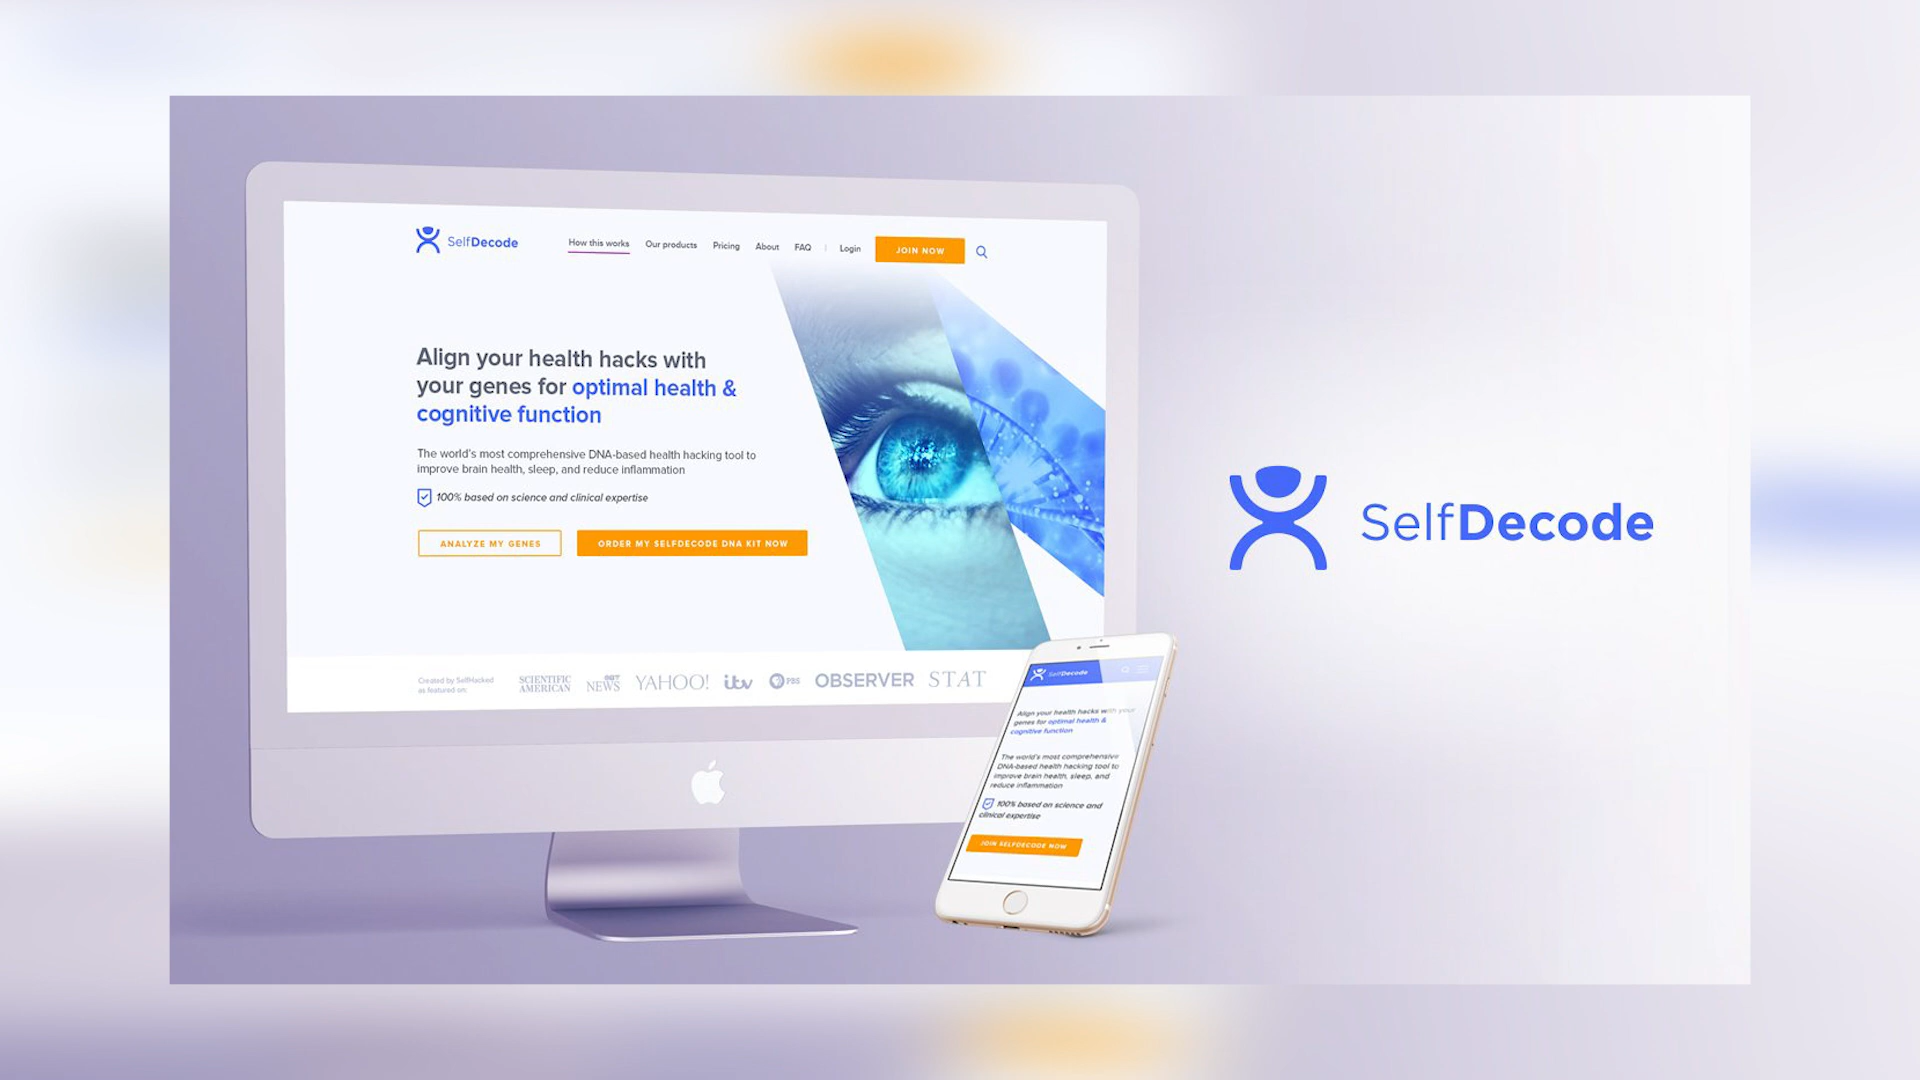 SelfDecode
How this works Our products Pricing About FAQ | Login JOIN NOW
Align your health hacks with
your genes for optimal health &
cognitive function
The world's most comprehensive DNA-based health hacking tool to
improve brain health, sleep, and reduce inflammation
100% based on science and clinical expertise
ANALYZE MY GENES ORDER MY SELFDECODE DNA KIT NOW
Created by SelfHacked
as featured on:
SCIENTIFIC
AMERICAN
NEWS YAHOO! itv PBS OBSERVER STAT
SelfDecode
Align your health hacks with your
genes for optimal health &
cognitive function
The world's most comprehensive
DNA-based health hacking tool to
improve brain health, sleep, and
reduce inflammation
100% based on science and
clinical expertise
JOIN SELFDECODE NOW
SelfDecode